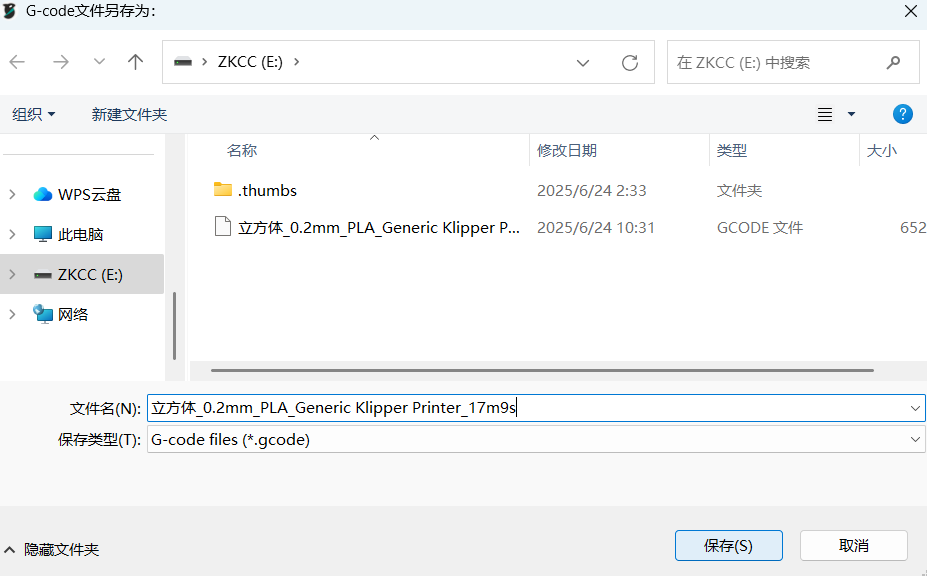 G-code文件另存为:
ZKCC (E:)
在 ZKCC (E:) 中搜索
组织
新建文件夹
?
名称
修改日期
类型
大小
WPS云盘
此电脑
ZKCC (E:)
网络
.thumbs
2025/6/24 2:33
文件夹
立方体_0.2mm_PLA_Generic Klipper P...
2025/6/24 10:31
GCODE 文件
652
文件名(N):
立方体_0.2mm_PLA_Generic Klipper Printer_17m9s
保存类型(T):
G-code files (*.gcode)
隐藏文件夹
保存(S)
取消